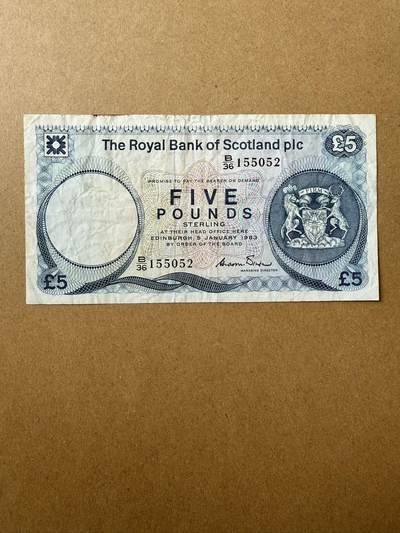 The Royal Bank of Scotland plc
£5
B/36 155052
PROMISE TO PAY THE BEARER ON DEMAND
FIVE
POUNDS
STERLING
AT THEIR HEAD OFFICE HERE
EDINBURGH, 5 JANUARY 1983
BY ORDER OF THE BOARD
FIRM
B/36 155052
MANAGING DIRECTOR
£5
£5